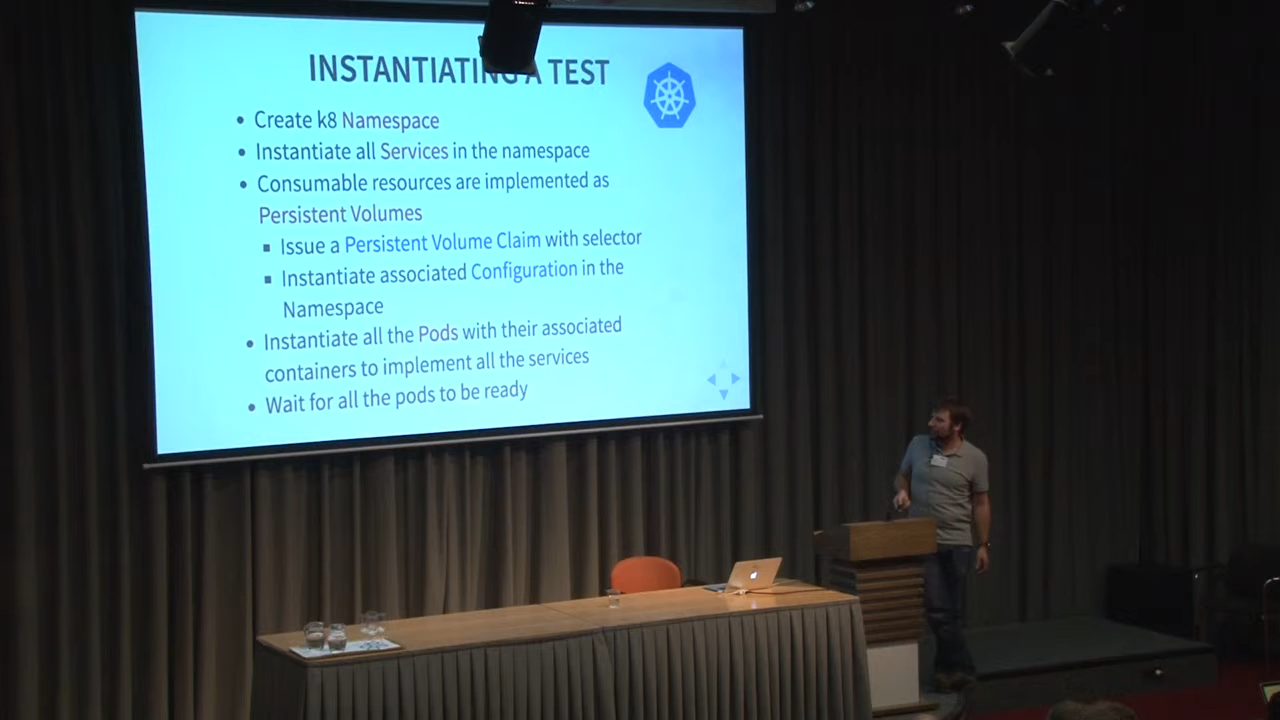 INSTANTIATING A TEST
• Create k8 Namespace
• Instantiate all Services in the namespace
• Consumable resources are implemented as
Persistent Volumes
▪ Issue a Persistent Volume Claim with selector
▪ Instantiate associated Configuration in the
Namespace
• Instantiate all the Pods with their associated
containers to implement all the services
• Wait for all the pods to be ready